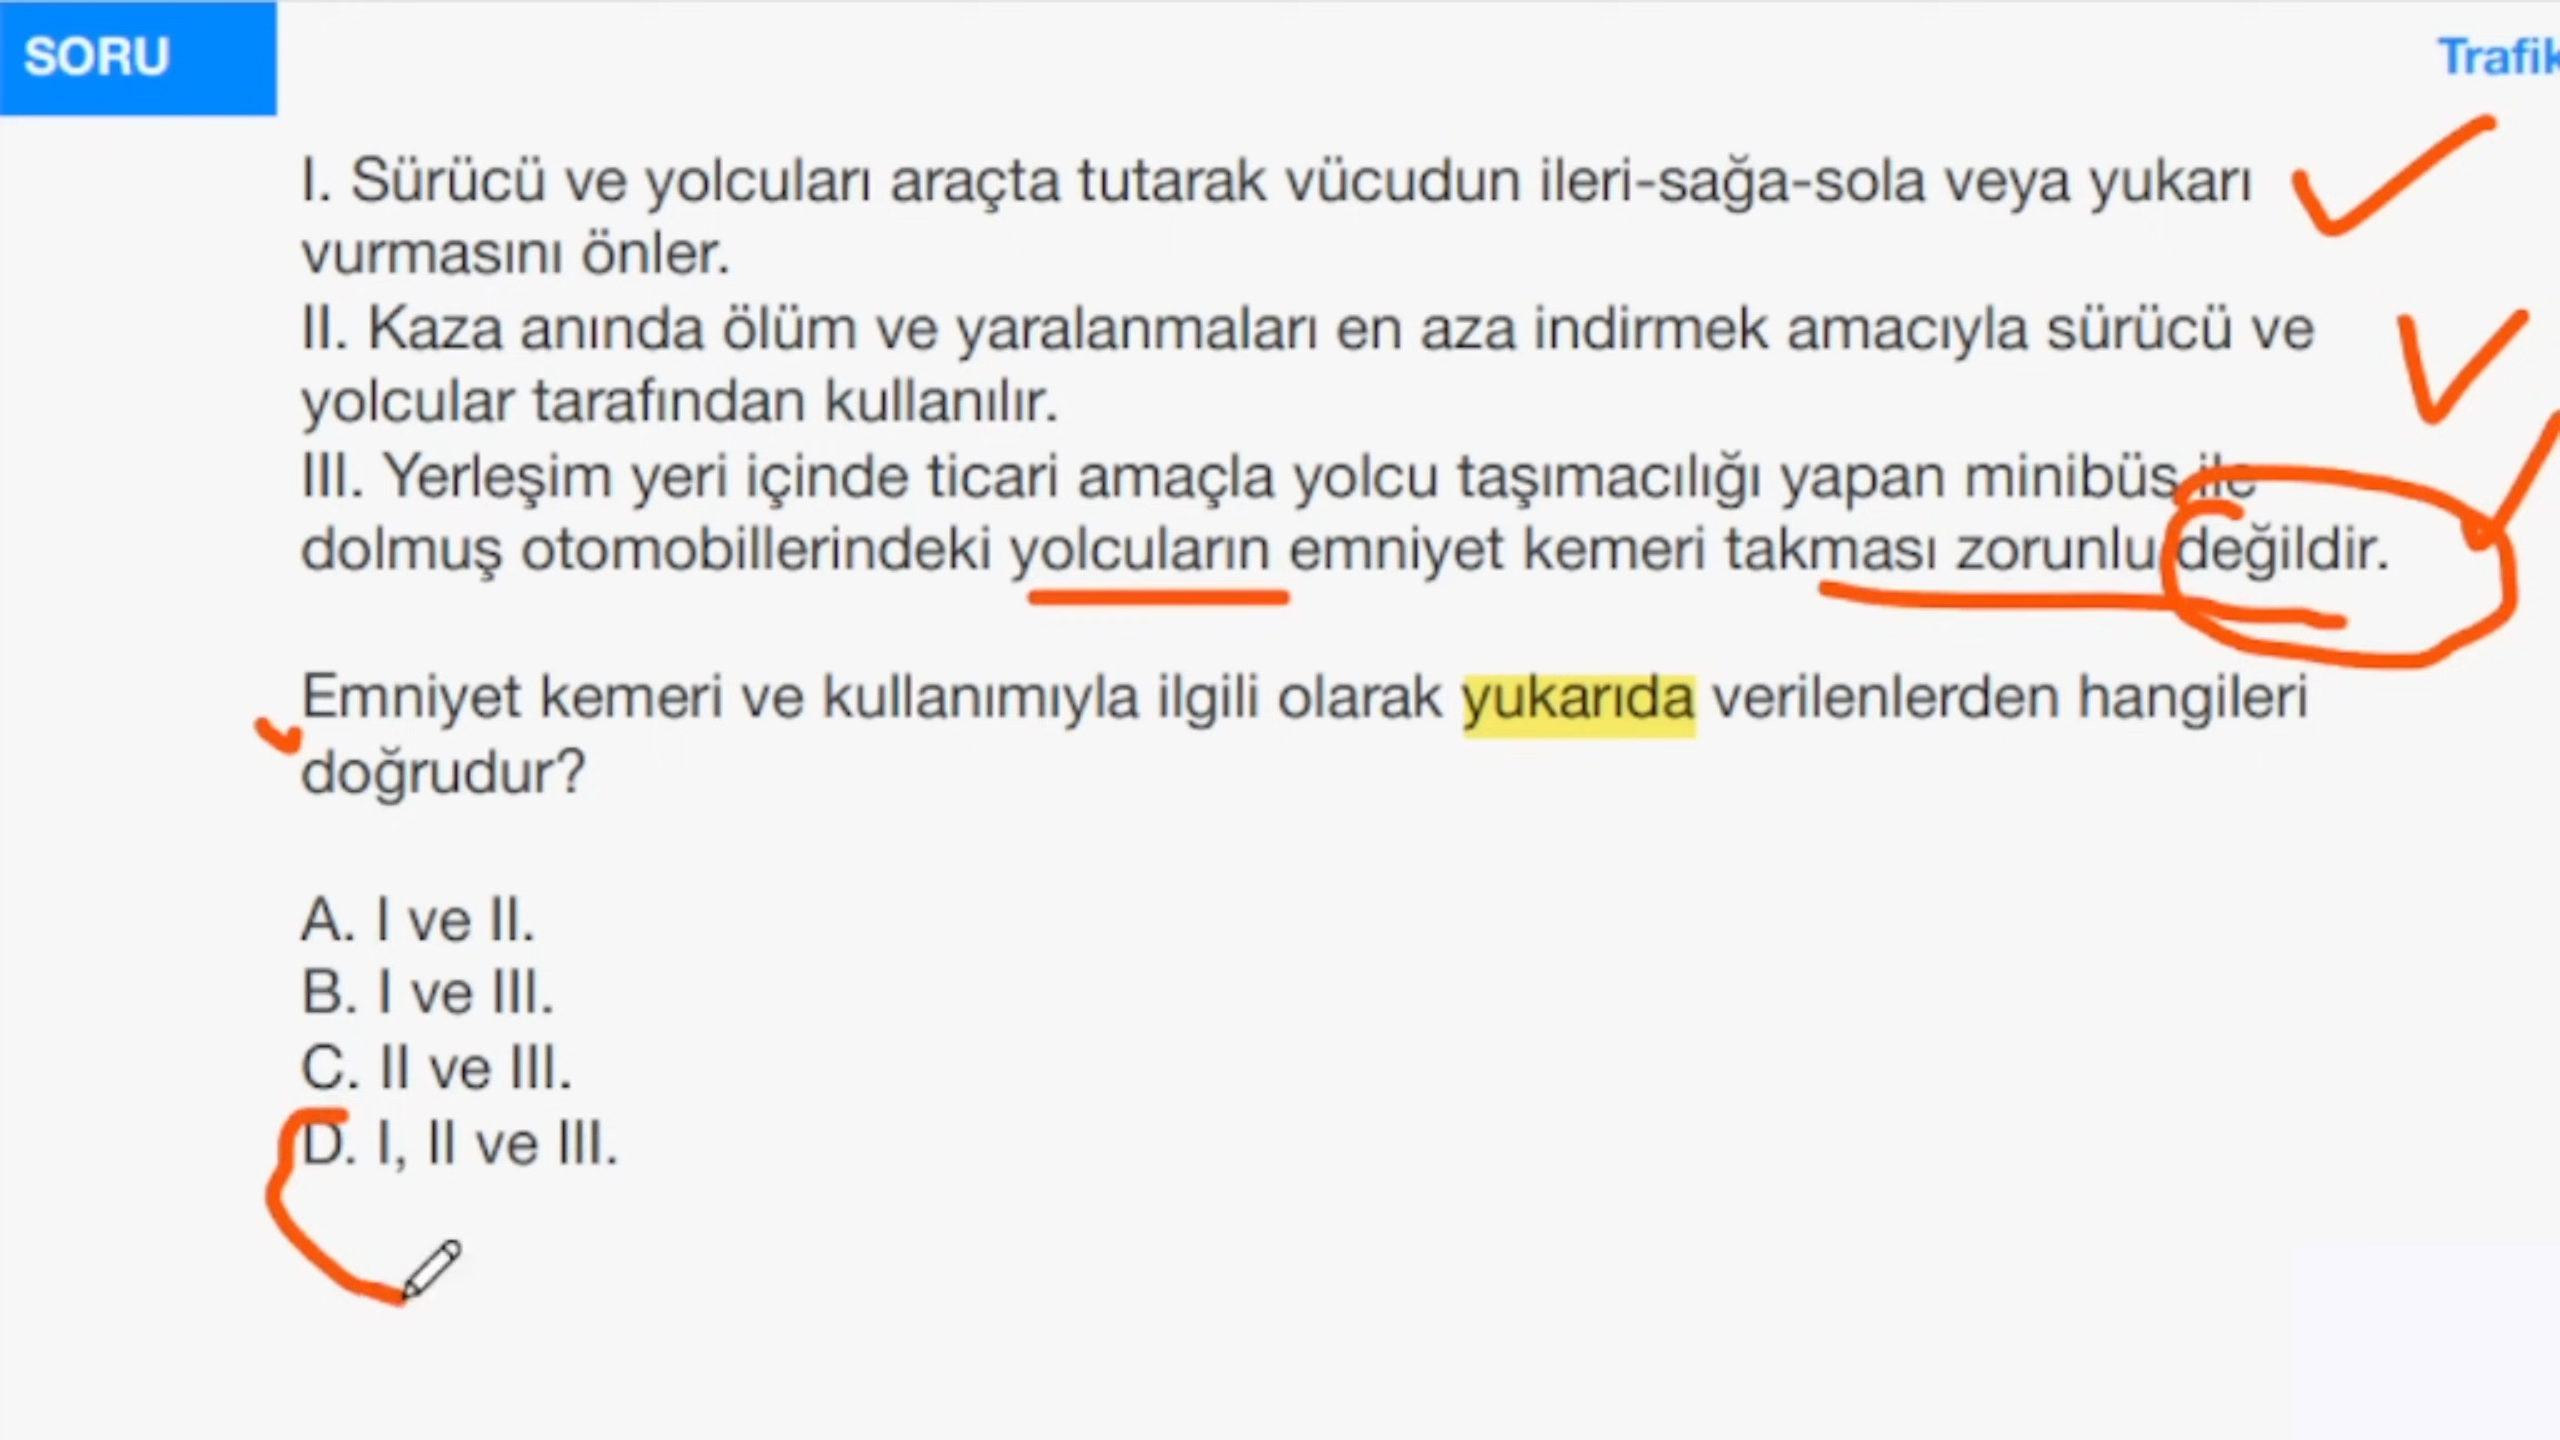 SORU
Trafik
I. Sürücü ve yolcuları araçta tutarak vücudun ileri-sağa-sola veya yukarı
vurmasını önler.
II. Kaza anında ölüm ve yaralanmaları en aza indirmek amacıyla sürücü ve
yolcular tarafından kullanılır.
III. Yerleşim yeri içinde ticari amaçla yolcu taşımacılığı yapan minibüs ile
dolmuş otomobillerindeki yolcuların emniyet kemeri takması zorunlu değildir.
Emniyet kemeri ve kullanımıyla ilgili olarak yukarıda verilenlerden hangileri
doğrudur?
A. I ve II.
B. I ve III.
C. II ve III.
D. I, II ve III.